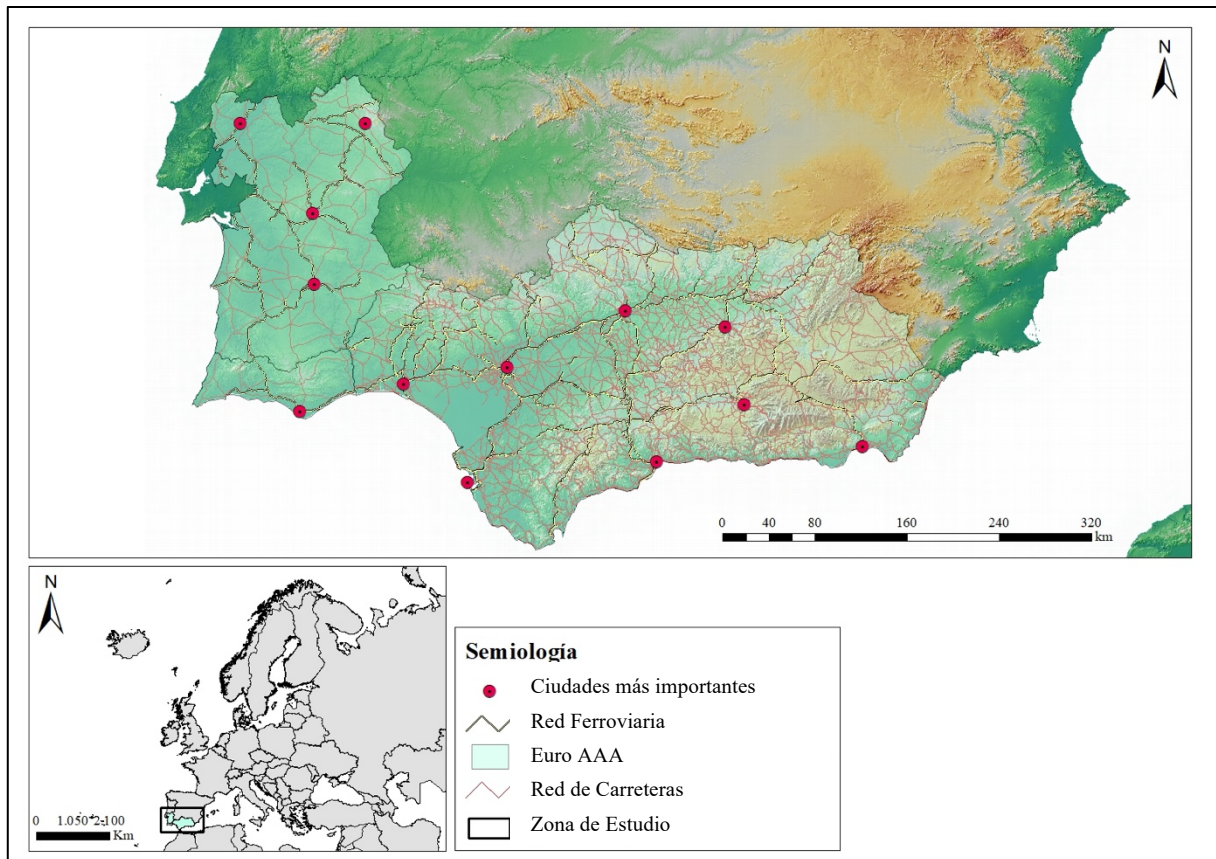 N
0 20 40 80 160 240 320
km
N
0 1.050 2.100
Km
Semiología
Ciudades más importantes
Red Ferroviaria
Euro AAA
Red de Carreteras
Zona de Estudio